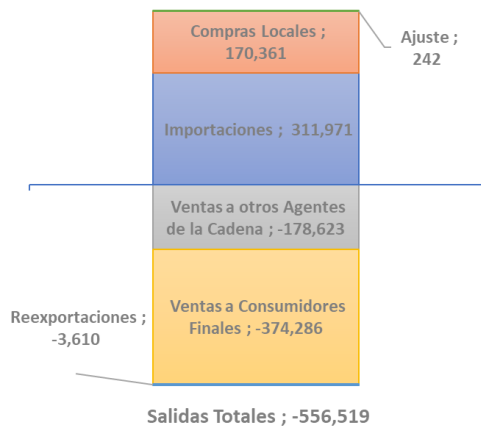 Compras Locales ;
170,361
Ajuste ;
242
Importaciones ; 311,971
Ventas a otros Agentes
de la Cadena ; -178,623
Reexportaciones ;
-3,610
Ventas a Consumidores
Finales ; -374,286
Salidas Totales ; -556,519